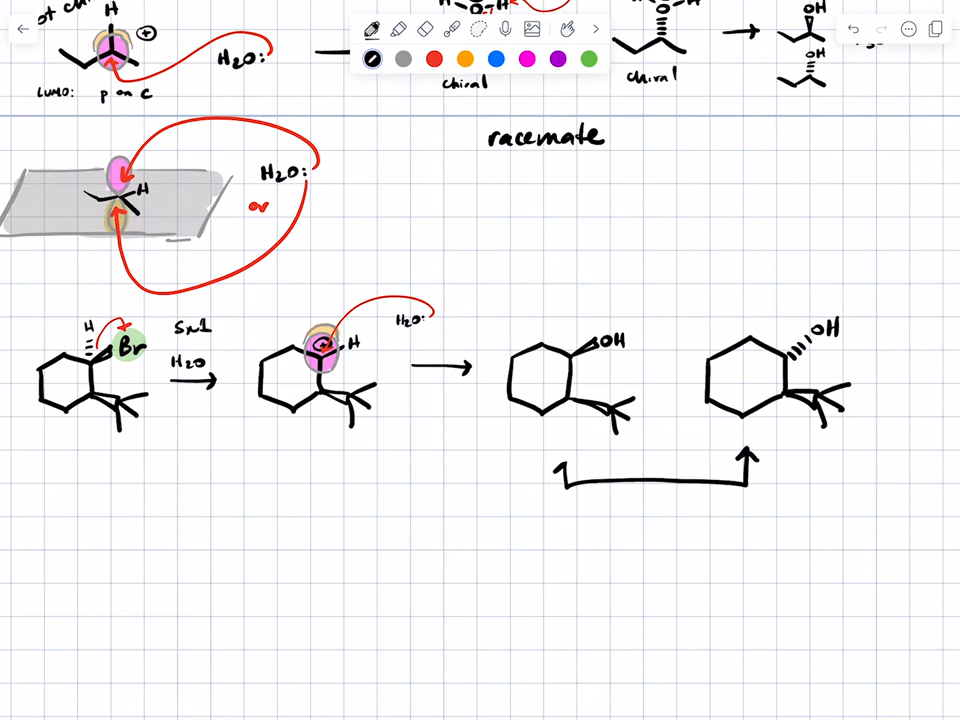 H
⊕
H₂O:
LUMO: p on C
H O H
chiral
H
chiral
OH
OH
racemate
H
H₂O:
or
H
Br
SN1
H₂O
⊕ H
H₂O:
OH
OH